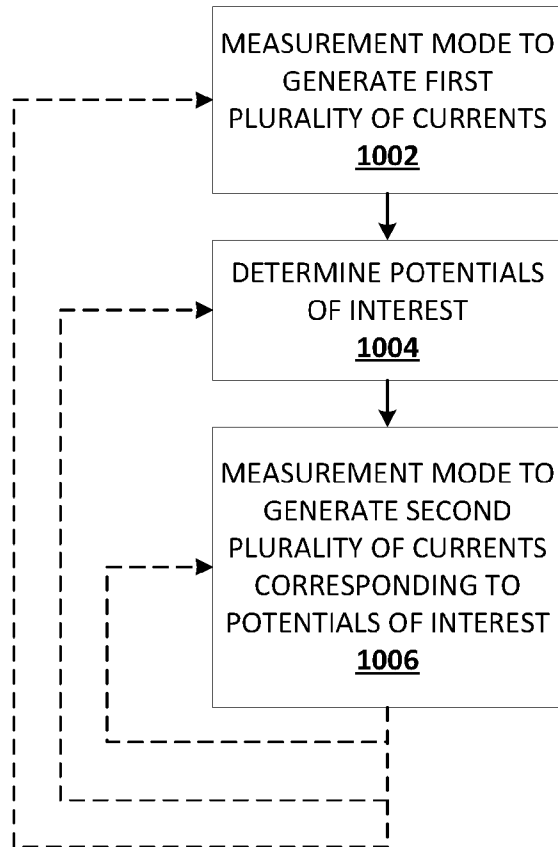 MEASUREMENT MODE TO
GENERATE FIRST
PLURALITY OF CURRENTS
1002
DETERMINE POTENTIALS
OF INTEREST
1004
MEASUREMENT MODE TO
GENERATE SECOND
PLURALITY OF CURRENTS
CORRESPONDING TO
POTENTIALS OF INTEREST
1006